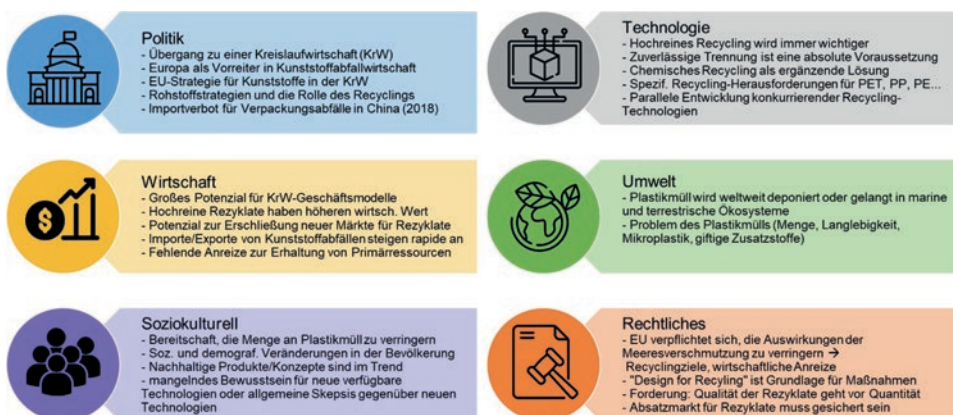 Politik
- Übergang zu einer Kreislaufwirtschaft (KrW)
- Europa als Vorreiter in Kunststoffabfallwirtschaft
- EU-Strategie für Kunststoffe in der KrW
- Rohstoffstrategien und die Rolle des Recyclings
- Importverbot für Verpackungsabfälle in China (2018)
Technologie
- Hochreines Recycling wird immer wichtiger
- Zuverlässige Trennung ist eine absolute Voraussetzung
- Chemisches Recycling als ergänzende Lösung
- Spezif. Recycling-Herausforderungen für PET, PP, PE...
- Parallele Entwicklung konkurrierender Recycling-
Technologien
Wirtschaft
- Großes Potenzial für KrW-Geschäftsmodelle
- Hochreine Rezyklate haben höheren wirtsch. Wert
- Potenzial zur Erschließung neuer Märkte für Rezyklate
- Importe/Exporte von Kunststoffabfällen steigen rapide an
- Fehlende Anreize zur Erhaltung von Primärressourcen
$
Umwelt
- Plastikmüll wird weltweit deponiert oder gelangt in marine
und terrestrische Ökosysteme
- Problem des Plastikmülls (Menge, Langlebigkeit,
Mikroplastik, giftige Zusatzstoffe)
Soziokulturell
- Bereitschaft, die Menge an Plastikmüll zu verringern
- Soz. und demograf. Veränderungen in der Bevölkerung
- Nachhaltige Produkte/Konzepte sind im Trend
- mangelndes Bewusstsein für neue verfügbare
Technologien oder allgemeine Skepsis gegenüber neuen
Technologien
Rechtliches
- EU verpflichtet sich, die Auswirkungen der
Meeresverschmutzung zu verringern →
Recyclingziele, wirtschaftliche Anreize
- "Design for Recyling" ist Grundlage für Maßnahmen
- Forderung: Qualität der Rezyklate geht vor Quantität
- Absatzmarkt für Rezyklate muss gesichert sein